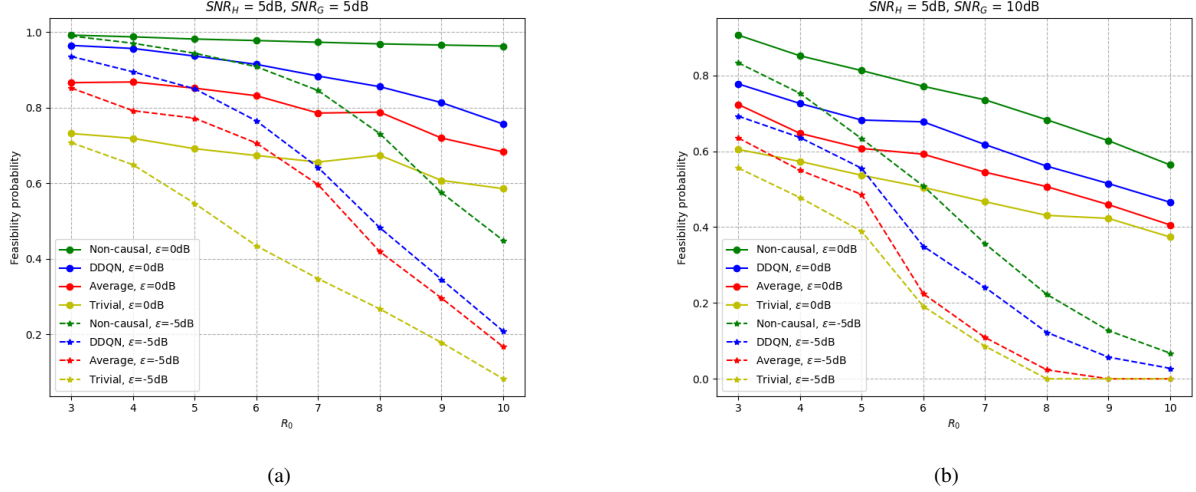 SNR_H = 5dB, SNR_G = 5dB
Feasibility probability
1.0
0.8
0.6
0.4
0.2
Non-causal, ε=0dB
DDQN, ε=0dB
Average, ε=0dB
Trivial, ε=0dB
Non-causal, ε=-5dB
DDQN, ε=-5dB
Average, ε=-5dB
Trivial, ε=-5dB
3 4 5 6 7 8 9 10
R_0
(a)
SNR_H = 5dB, SNR_G = 10dB
Feasibility probability
0.8
0.6
0.4
0.2
0.0
Non-causal, ε=0dB
DDQN, ε=0dB
Average, ε=0dB
Trivial, ε=0dB
Non-causal, ε=-5dB
DDQN, ε=-5dB
Average, ε=-5dB
Trivial, ε=-5dB
3 4 5 6 7 8 9 10
R_0
(b)